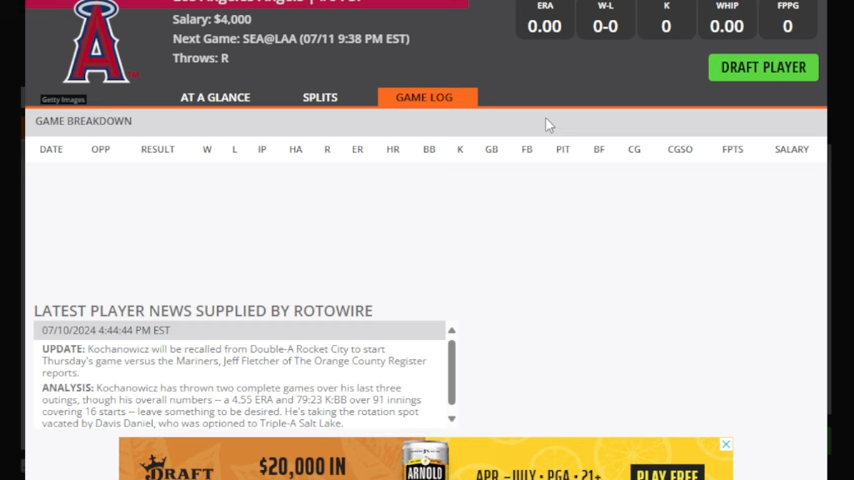 Salary: $4,000
Next Game: SEA@LAA (07/11 9:38 PM EST)
Throws: R
ERA W-L K WHIP FPPG
0.00 0-0 0 0.00 0
DRAFT PLAYER
A
Getty Images
AT A GLANCE SPLITS GAME LOG
GAME BREAKDOWN
DATE OPP RESULT W L IP HA R ER HR BB K GB FB PIT BF CG CGSO FPTS SALARY
LATEST PLAYER NEWS SUPPLIED BY ROTOWIRE
07/10/2024 4:44:44 PM EST
UPDATE: Kochanowicz will be recalled from Double-A Rocket City to start
Thursday's game versus the Mariners, Jeff Fletcher of The Orange County Register
reports.
ANALYSIS: Kochanowicz has thrown two complete games over his last three
outings, though his overall numbers -- a 4.55 ERA and 79:23 K:BB over 91 innings
covering 16 starts -- leave something to be desired. He's taking the rotation spot
vacated by Davis Daniel, who was optioned to Triple-A Salt Lake.
DRAFT
$20,000 IN
ARNOLD
APR –JULY • PGA • 21+
PLAY FREE